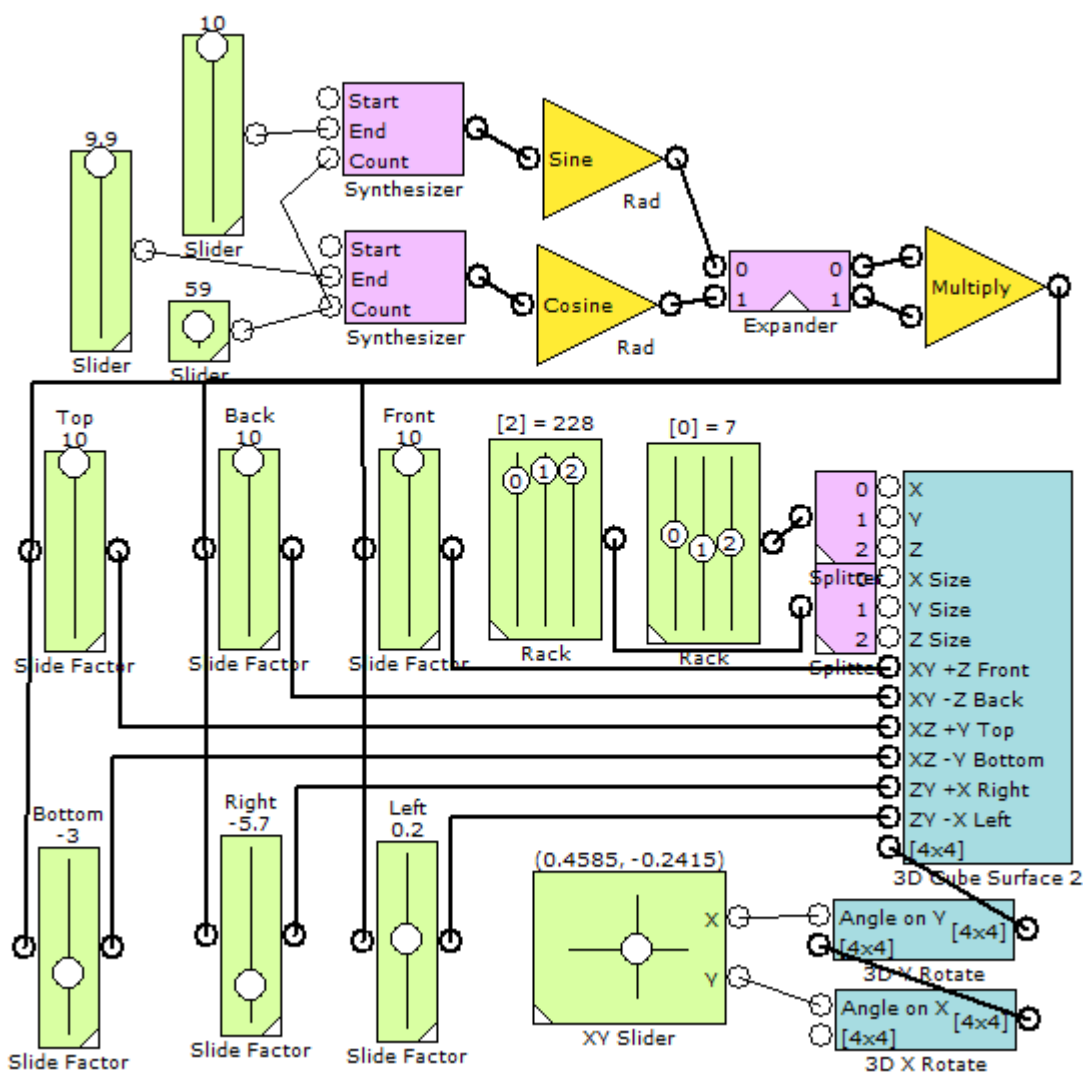 10
Start
End
Count
Synthesizer
Sine
Rad
9.9
Slider
Start
End
Count
Synthesizer
Cosine
Rad
0 0
1 1
Expander
Multiply
59
Slider
Slider
Top
10
Back
10
Front
10
[2] = 228
[0] = 7
0 1 2
0 1 2
0 X
1 Y
2 Z
Splitter
0 X Size
1 Y Size
2 Z Size
Splitter
XY +Z Front
XY -Z Back
XZ +Y Top
XZ -Y Bottom
ZY +X Right
ZY -X Left
[4x4]
3D Cube Surface 2
Slide Factor
Slide Factor
Slide Factor
Rack
Rack
Bottom
-3
Right
-5.7
Left
0.2
(0.4585, -0.2415)
X
Y
XY Slider
Angle on Y [4x4]
[4x4]
3D Y Rotate
Angle on X [4x4]
[4x4]
3D X Rotate
Slide Factor
Slide Factor
Slide Factor